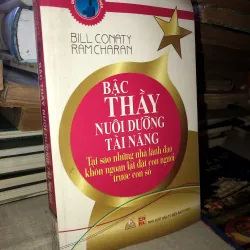 BILL CONATY
RAM CHARAN
BẬC
THẦY
NUÔI DƯỠNG
TÀI NĂNG
Tại sao những nhà lãnh đạo
khôn ngoan lại đặt con người
trước con số